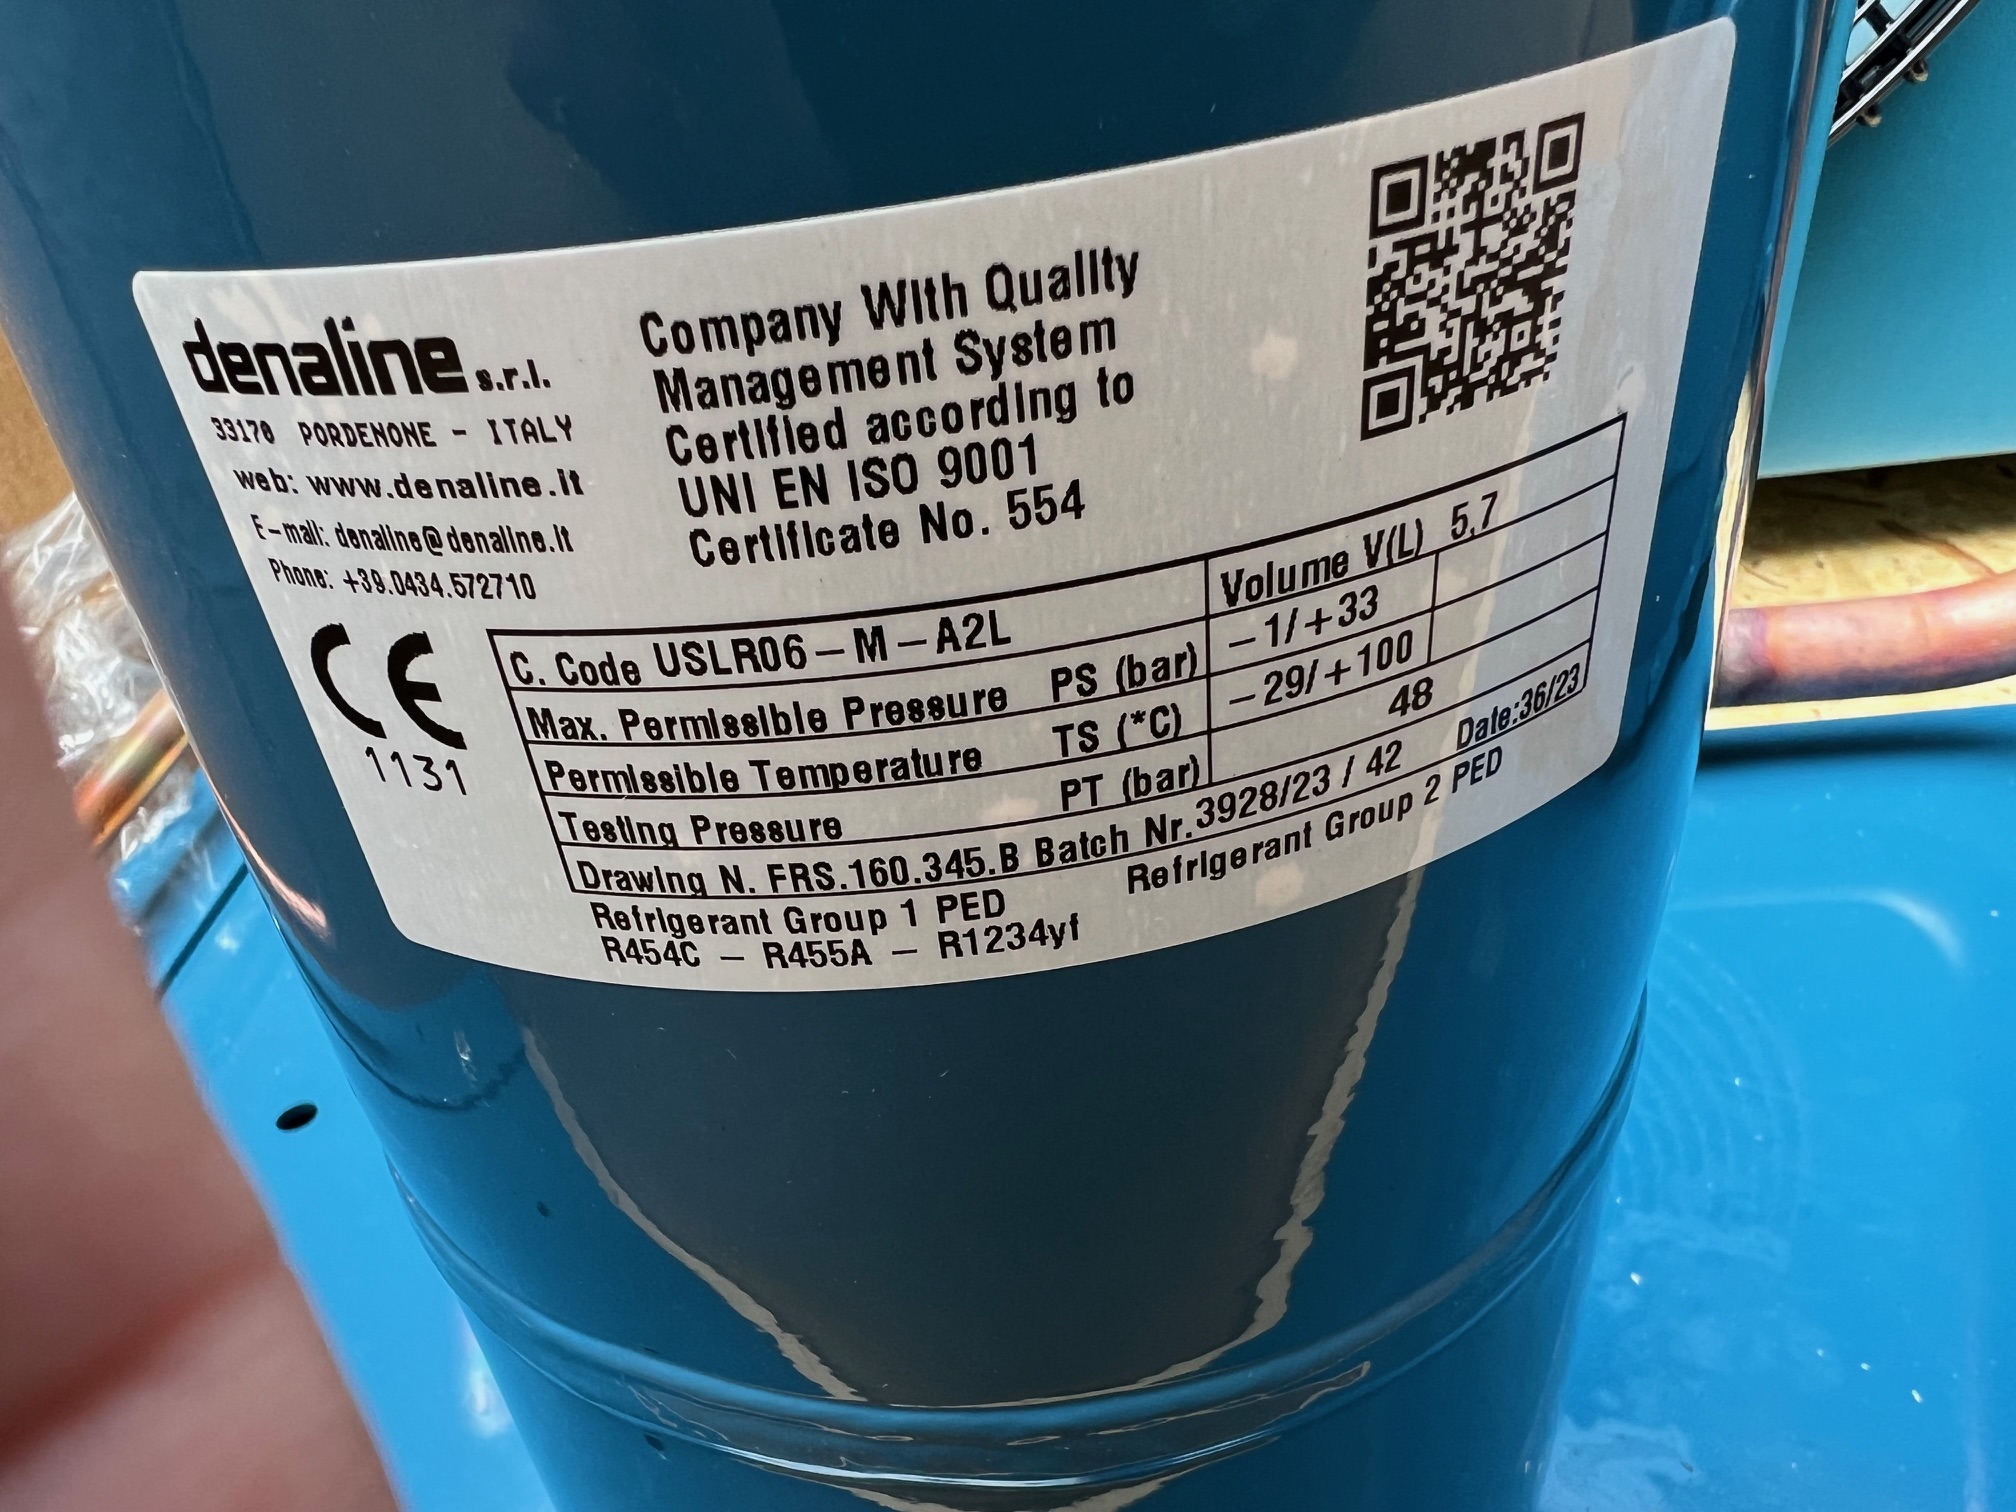 denaline s.r.l.
33170 PORDENONE - ITALY
web: www.denaline.it
E-mail: denaline@denaline.it
Phone: +39.0434.572710
Company With Quality
Management System
Certified according to
UNI EN ISO 9001
Certificate No. 554
CE
1131
C. Code USLR06-M-A2L Volume V(L) 5,7
Max. Permissible Pressure PS (bar) -1/+33
Permissible Temperature TS (*C) -29/+100
Testing Pressure PT (bar) 48
Drawing N. FRS.160.345.B Batch Nr.3928/23 / 42 Date:36/23
Refrigerant Group 1 PED Refrigerant Group 2 PED
R454C - R455A - R1234yf